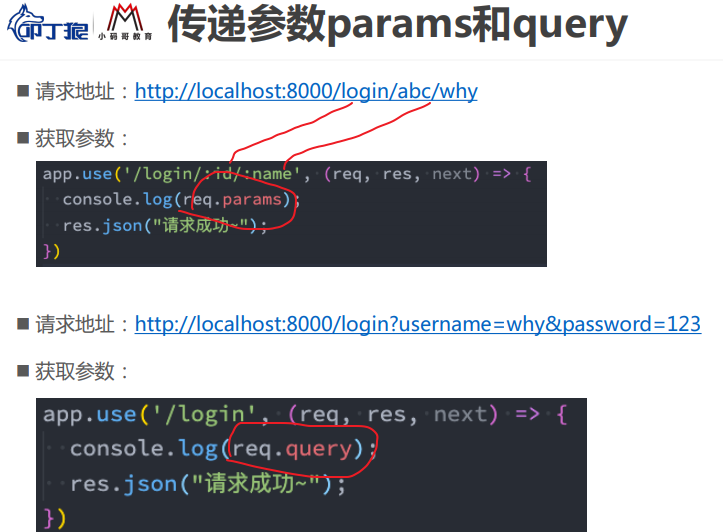 叩丁狼
小码哥教育
传递参数params和query
请求地址：http://localhost:8000/login/abc/why
获取参数：
app.use('/login/:id/:name', (req, res, next) => {
console.log(req.params);
res.json("请求成功~");
})
请求地址：http://localhost:8000/login?username=why&password=123
获取参数：
app.use('/login', (req, res, next) => {
console.log(req.query);
res.json("请求成功~");
})